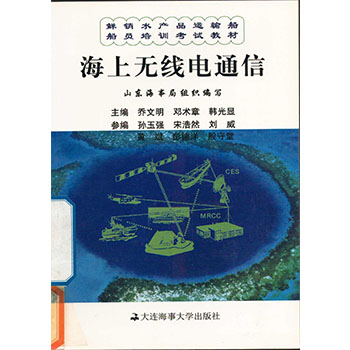 鲜销水产品运输船
船员培训考试教材
海上无线电通信
山东海事局组织编写
主编 乔文明 邓术章 韩光显
参编 孙玉强 宋浩然 刘威
CES
MRCC
大连海事大学出版社